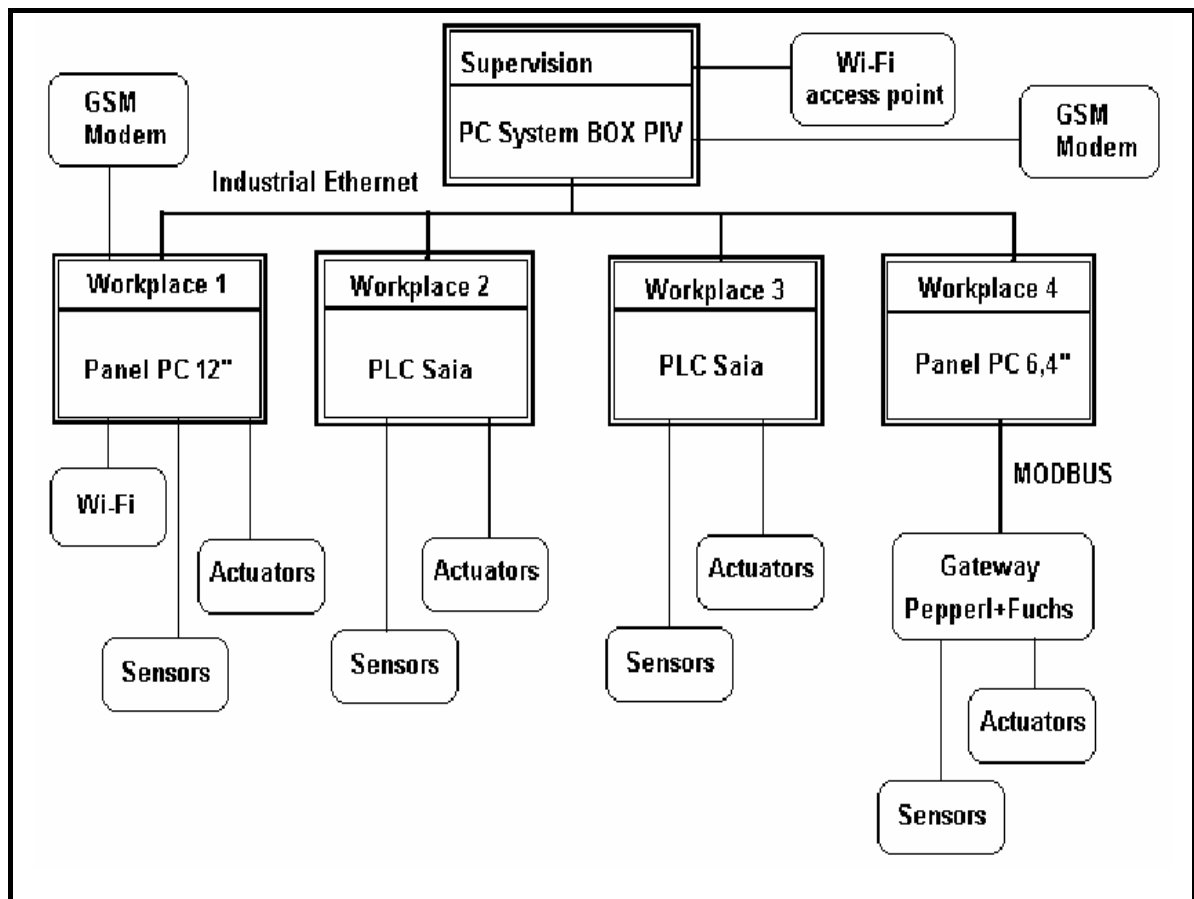 Supervision
PC System BOX PIV
Wi-Fi
access point
GSM
Modem
GSM
Modem
Industrial Ethernet
Workplace 1
Panel PC 12"
Workplace 2
PLC Saia
Workplace 3
PLC Saia
Workplace 4
Panel PC 6,4"
MODBUS
Wi-Fi
Actuators
Sensors
Actuators
Sensors
Actuators
Sensors
Gateway
Pepperl+Fuchs
Actuators
Sensors